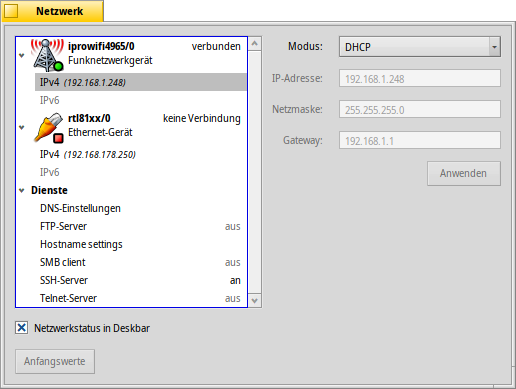 Netzwerk
iprowifi4965/0 verbunden
Funknetzwerkgerät
IPv4 (192.168.1.248)
IPv6
rtl81xx/0 keine Verbindung
Ethernet-Gerät
IPv4 (192.168.178.250)
IPv6
Dienste
DNS-Einstellungen
FTP-Server aus
Hostname settings
SMB client aus
SSH-Server an
Telnet-Server aus
Netzwerkstatus in Deskbar
Anfangswerte
Modus: DHCP
IP-Adresse: 192.168.1.248
Netzmaske: 255.255.255.0
Gateway: 192.168.1.1
Anwenden